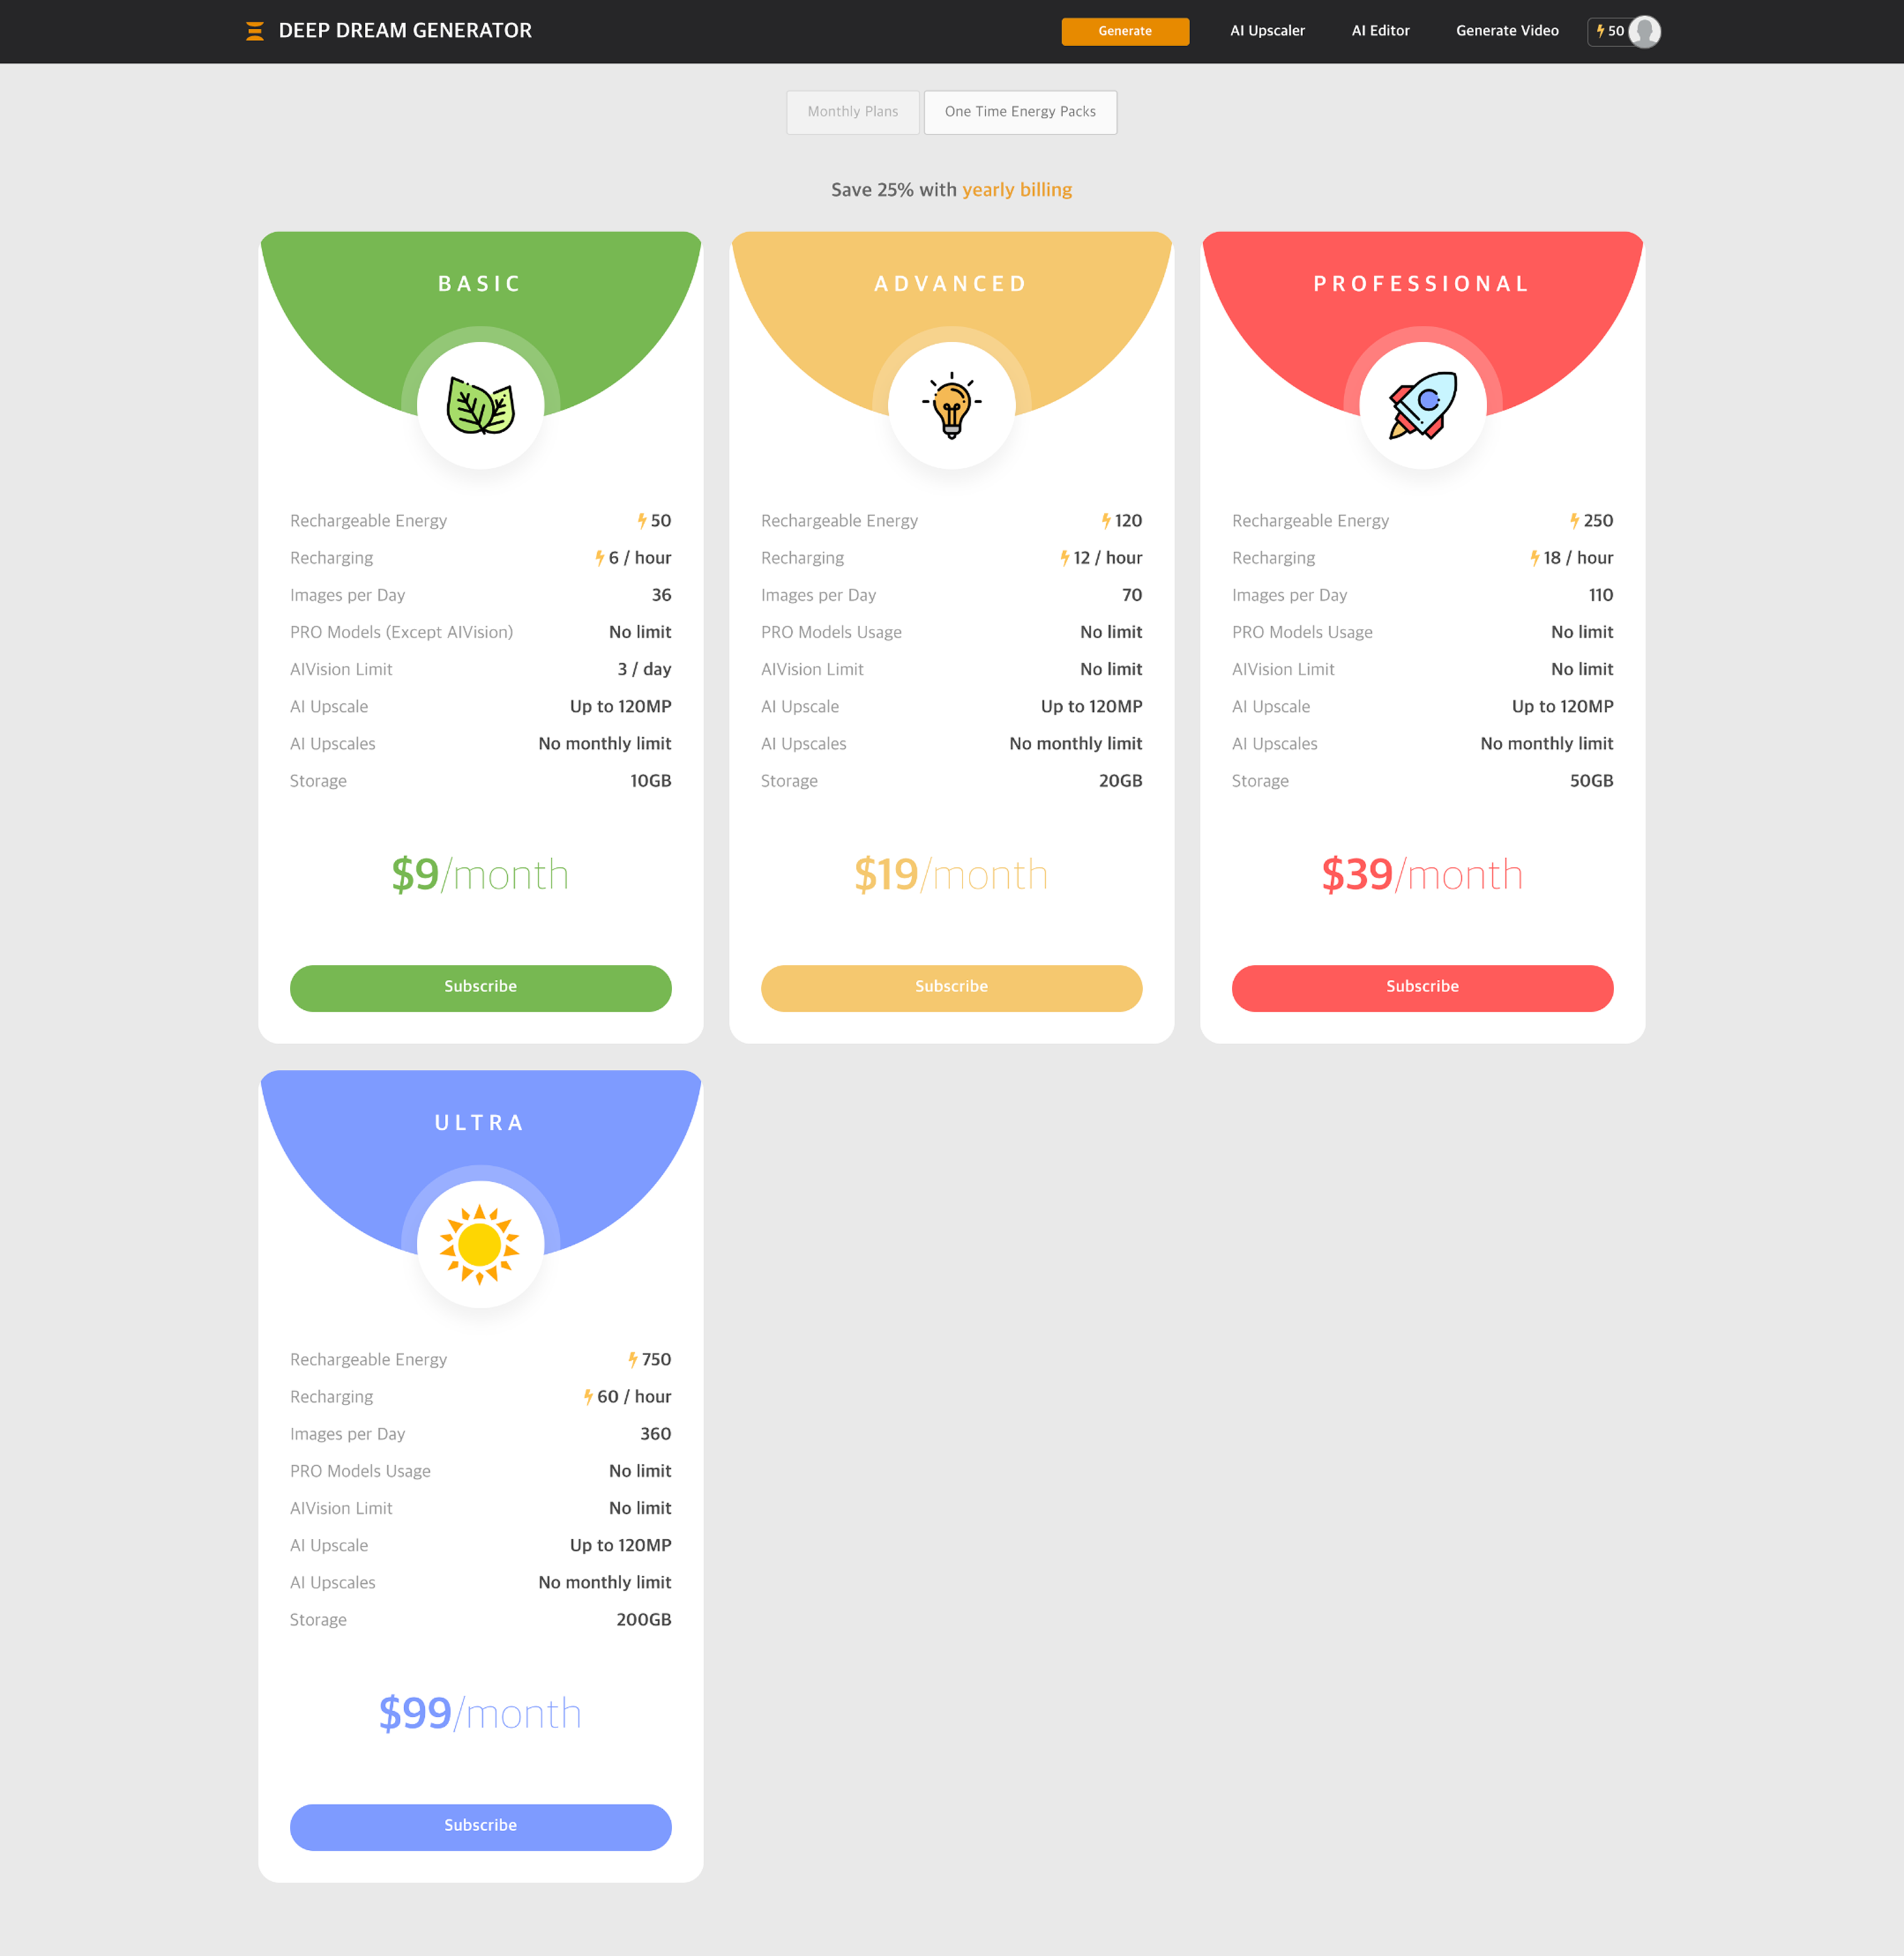 DEEP DREAM GENERATOR
Generate
AI Upscaler
AI Editor
Generate Video
50
Monthly Plans
One Time Energy Packs
Save 25% with yearly billing
BASIC
Rechargeable Energy 50
Recharging 6 / hour
Images per Day 36
PRO Models (Except AIVision) No limit
AIVision Limit 3 / day
AI Upscale Up to 120MP
AI Upscales No monthly limit
Storage 10GB
$9/month
Subscribe
ADVANCED
Rechargeable Energy 120
Recharging 12 / hour
Images per Day 70
PRO Models Usage No limit
AIVision Limit No limit
AI Upscale Up to 120MP
AI Upscales No monthly limit
Storage 20GB
$19/month
Subscribe
PROFESSIONAL
Rechargeable Energy 250
Recharging 18 / hour
Images per Day 110
PRO Models Usage No limit
AIVision Limit No limit
AI Upscale Up to 120MP
AI Upscales No monthly limit
Storage 50GB
$39/month
Subscribe
ULTRA
Rechargeable Energy 750
Recharging 60 / hour
Images per Day 360
PRO Models Usage No limit
AIVision Limit No limit
AI Upscale Up to 120MP
AI Upscales No monthly limit
Storage 200GB
$99/month
Subscribe